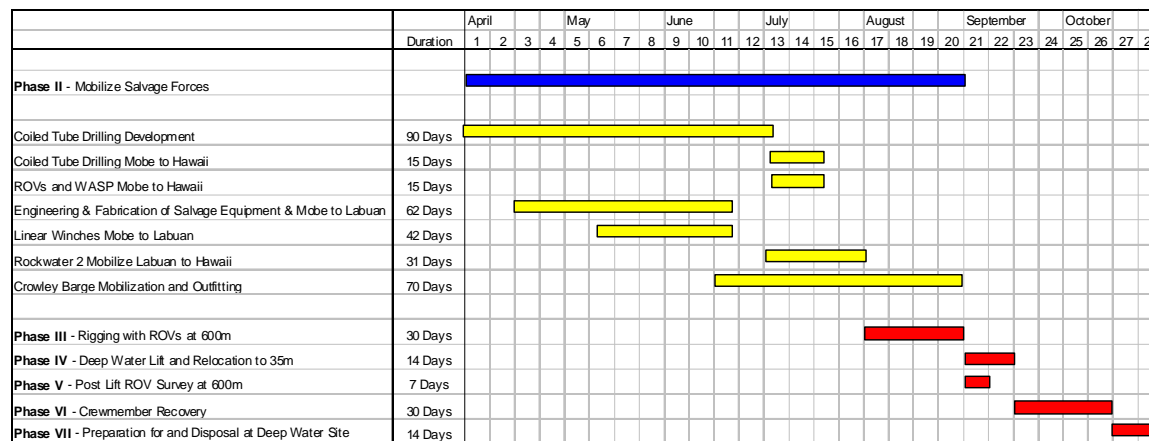 April May June July August September October
Duration 1 2 3 4 5 6 7 8 9 10 11 12 13 14 15 16 17 18 19 20 21 22 23 24 25 26 27
Phase II - Mobilize Salvage Forces
Coiled Tube Drilling Development 90 Days
Coiled Tube Drilling Mobe to Hawaii 15 Days
ROVs and WASP Mobe to Hawaii 15 Days
Engineering & Fabrication of Salvage Equipment & Mobe to Labuan 62 Days
Linear Winches Mobe to Labuan 42 Days
Rockwater 2 Mobilize Labuan to Hawaii 31 Days
Crowley Barge Mobilization and Outfitting 70 Days
Phase III - Rigging with ROVs at 600m 30 Days
Phase IV - Deep Water Lift and Relocation to 35m 14 Days
Phase V - Post Lift ROV Survey at 600m 7 Days
Phase VI - Crewmember Recovery 30 Days
Phase VII - Preparation for and Disposal at Deep Water Site 14 Days